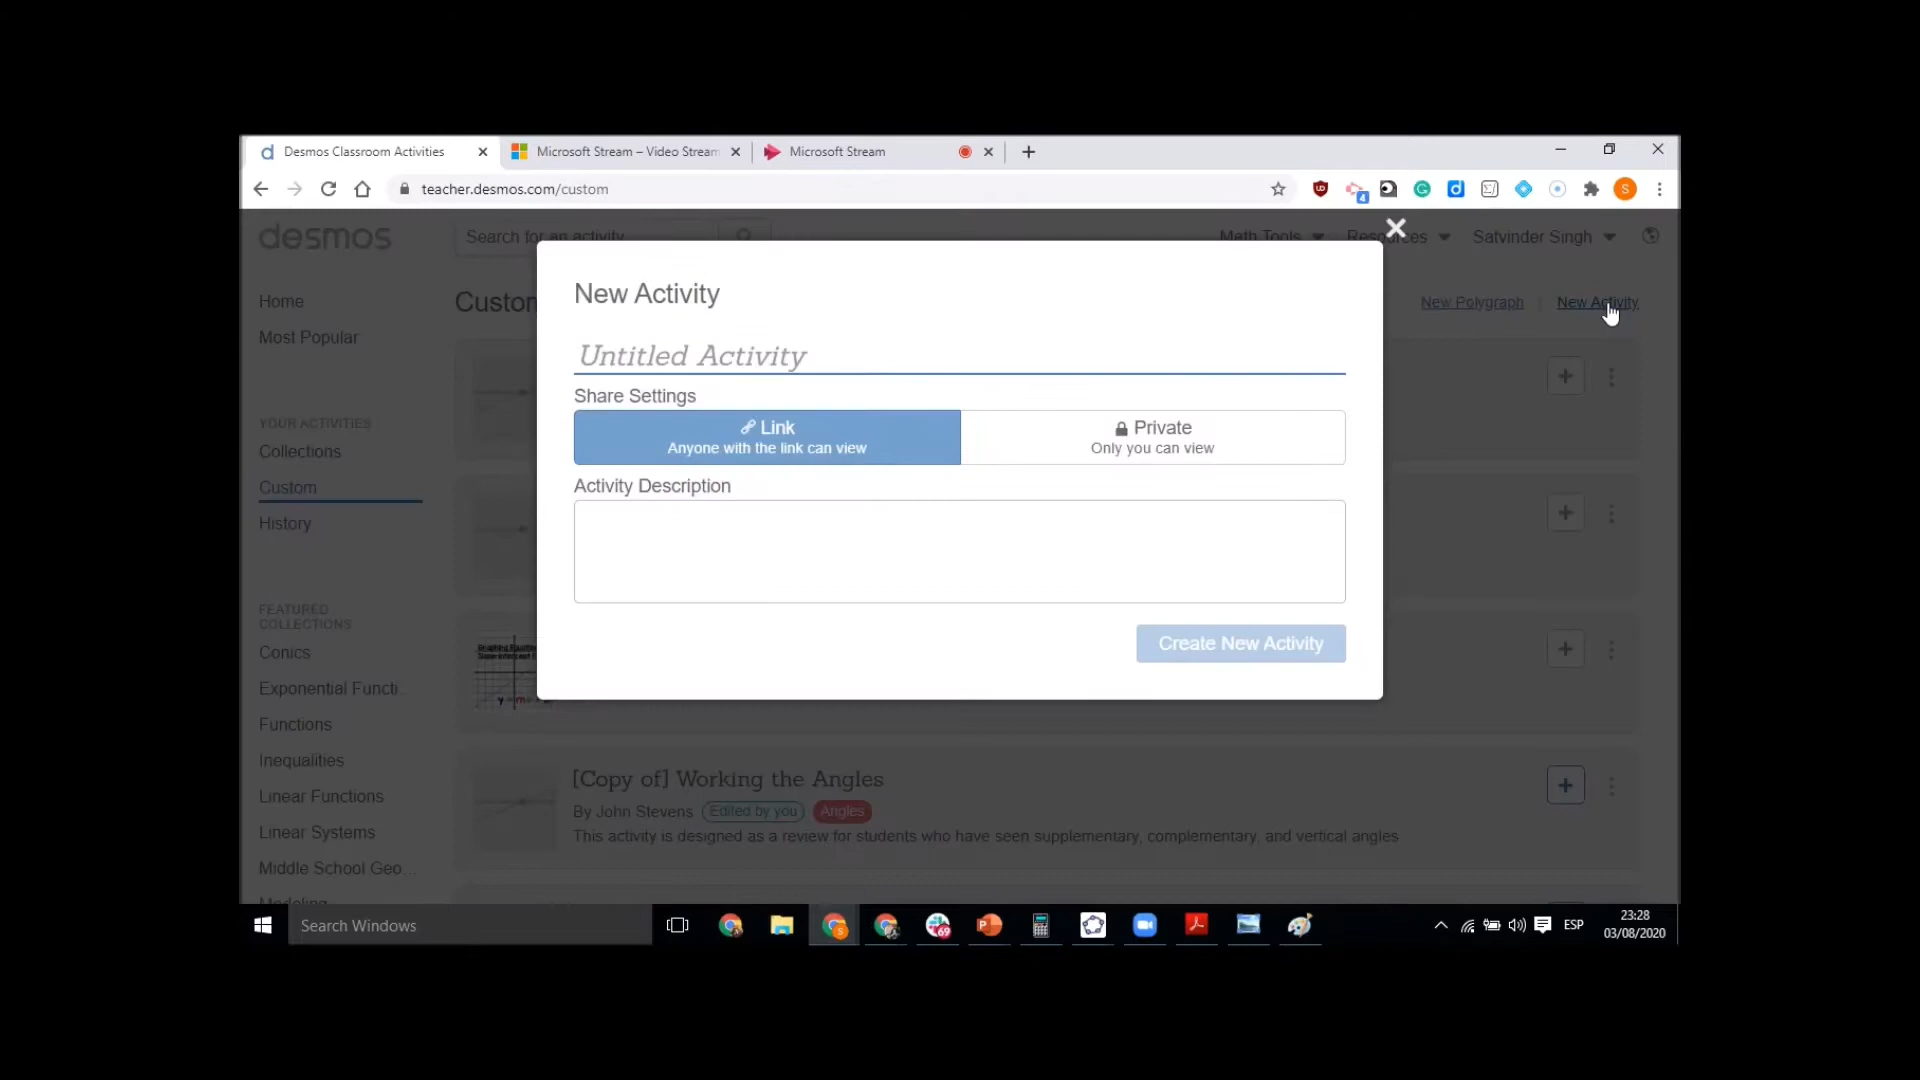 Desmos Classroom Activities
Microsoft Stream – Video Stream
Microsoft Stream
teacher.desmos.com/custom
desmos
Search for an activity
Math Tools
Resources
Satvinder Singh
Home
Most Popular
YOUR ACTIVITIES
Collections
Custom
History
FEATURED
COLLECTIONS
Conics
Exponential Functi...
Functions
Inequalities
Linear Functions
Linear Systems
Middle School Geo...
Modeling
Custom
New Polygraph
New Activity
New Activity
Untitled Activity
Share Settings
Link
Anyone with the link can view
Private
Only you can view
Activity Description
Create New Activity
[Copy of] Working the Angles
By John Stevens Edited by you Angles
This activity is designed as a review for students who have seen supplementary, complementary, and vertical angles
Search Windows
69
ESP
23:28
03/08/2020